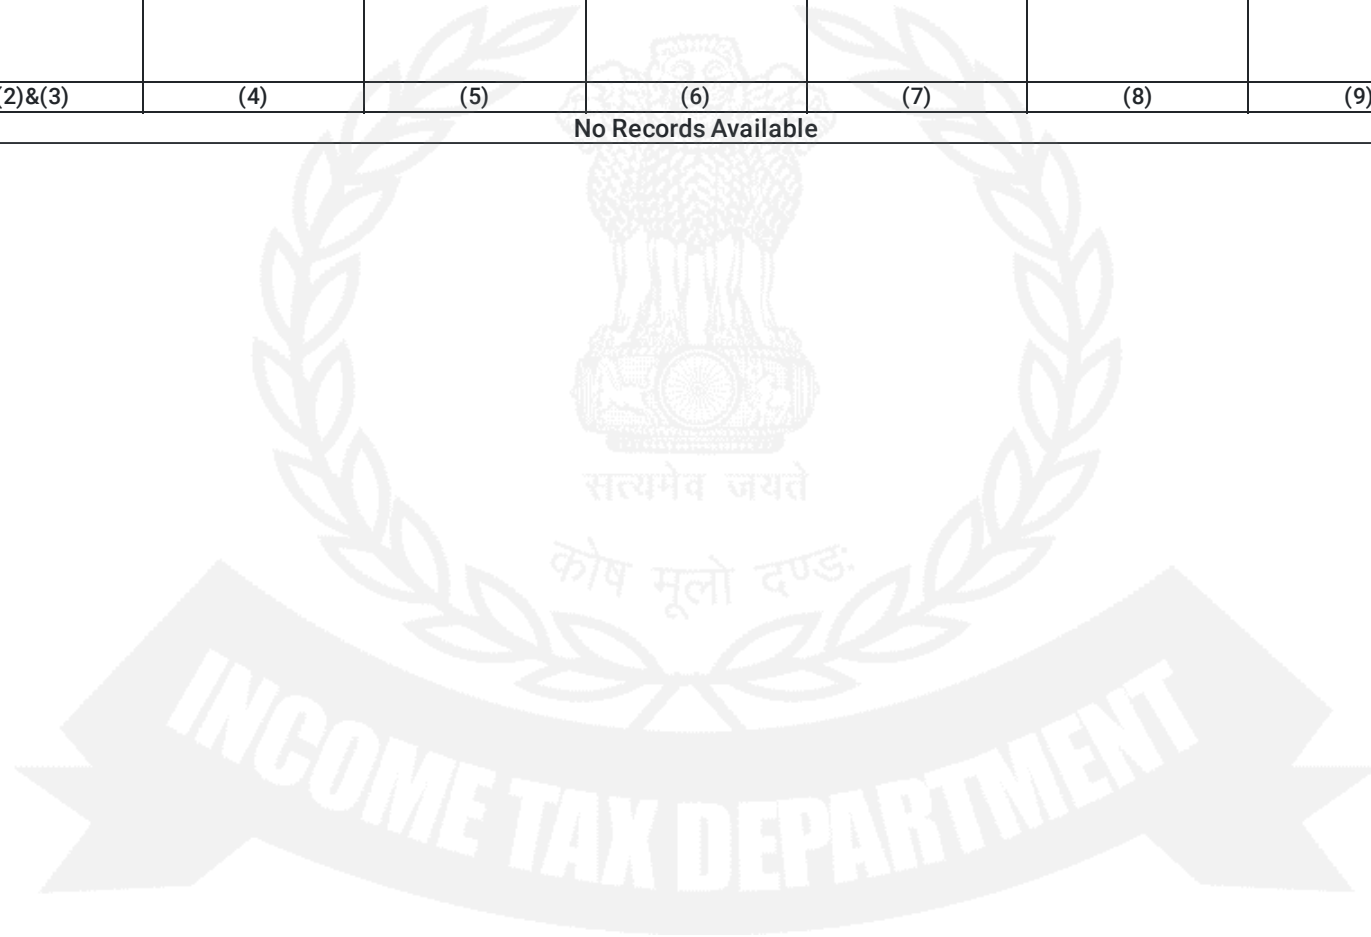 (2)&(3) (4) (5) (6) (7) (8) (9)
No Records Available
सत्यमेव जयते
कोष मूलो दण्डः
INCOME TAX DEPARTMENT